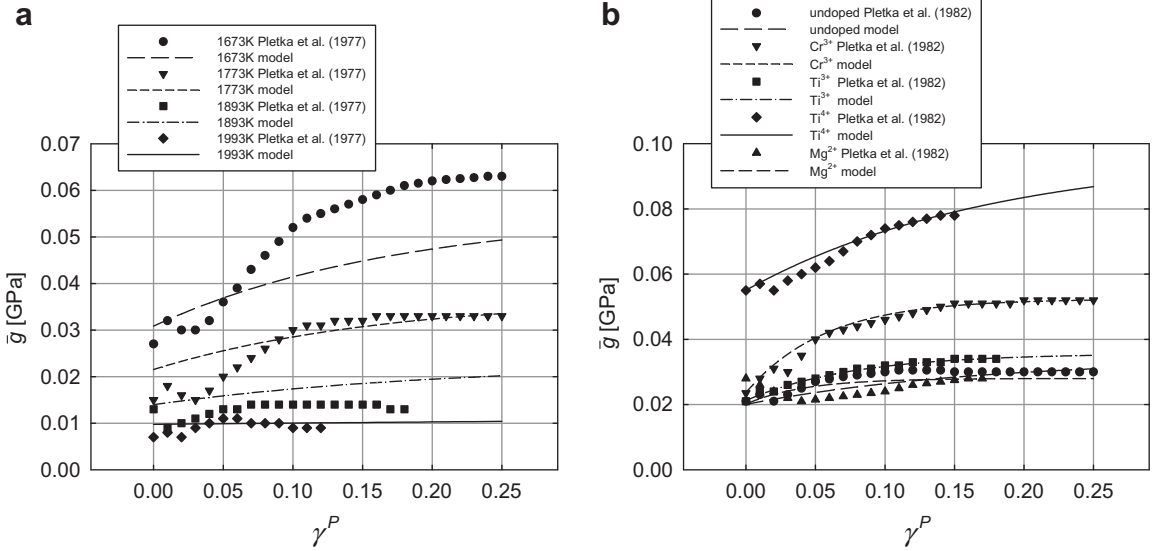 a
1673K Pletka et al. (1977)
1673K model
1773K Pletka et al. (1977)
1773K model
1893K Pletka et al. (1977)
1893K model
1993K Pletka et al. (1977)
1993K model
0.07
0.06
0.05
0.04
0.03
0.02
0.01
0.00
g̅ [GPa]
0.00 0.05 0.10 0.15 0.20 0.25
γᴾ
b
undoped Pletka et al. (1982)
undoped model
Cr³⁺ Pletka et al. (1982)
Cr³⁺ model
Ti³⁺ Pletka et al. (1982)
Ti³⁺ model
Ti⁴⁺ Pletka et al. (1982)
Ti⁴⁺ model
Mg²⁺ Pletka et al. (1982)
Mg²⁺ model
0.10
0.08
0.06
0.04
0.02
0.00
g̅ [GPa]
0.00 0.05 0.10 0.15 0.20 0.25
γᴾ